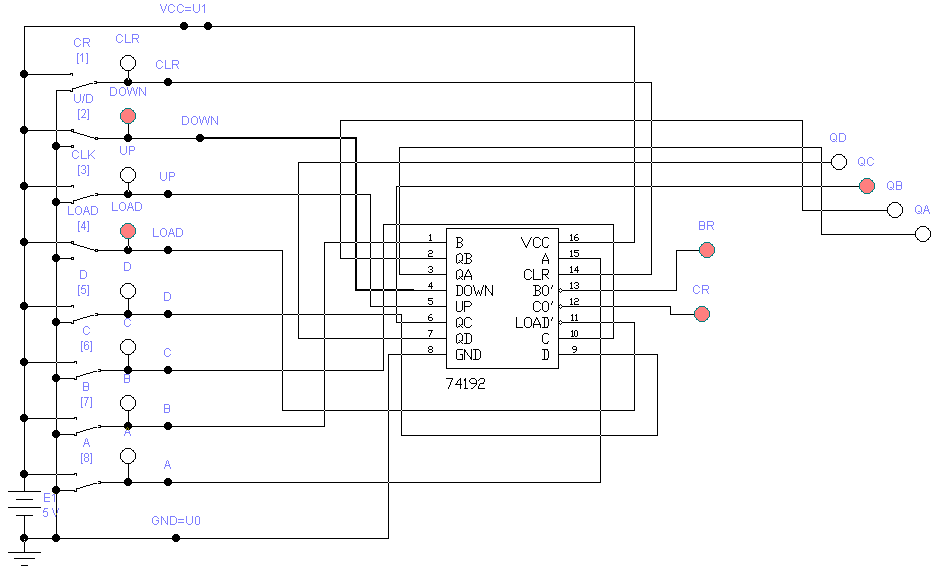 VCC=U1
CR
[1]
CLR
CLR
U/D
[2]
DOWN
DOWN
CLK
[3]
UP
UP
LOAD
[4]
LOAD
LOAD
D
[5]
D
D
C
[6]
C
C
B
[7]
B
B
A
[8]
A
A
E1
5 V
GND=U0
1 B VCC 16
2 QB A 15
3 QA CLR 14
4 DOWN BO' 13
5 UP CO' 12
6 QC LOAD' 11
7 QD C 10
8 GND D 9
74192
BR
CR
QD
QC
QB
QA